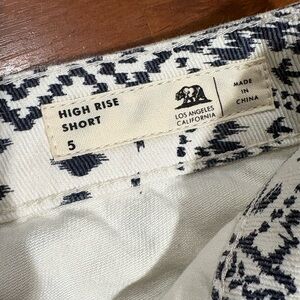 HIGH RISE
SHORT
5
LOS ANGELES
CALIFORNIA
MADE
IN
CHINA